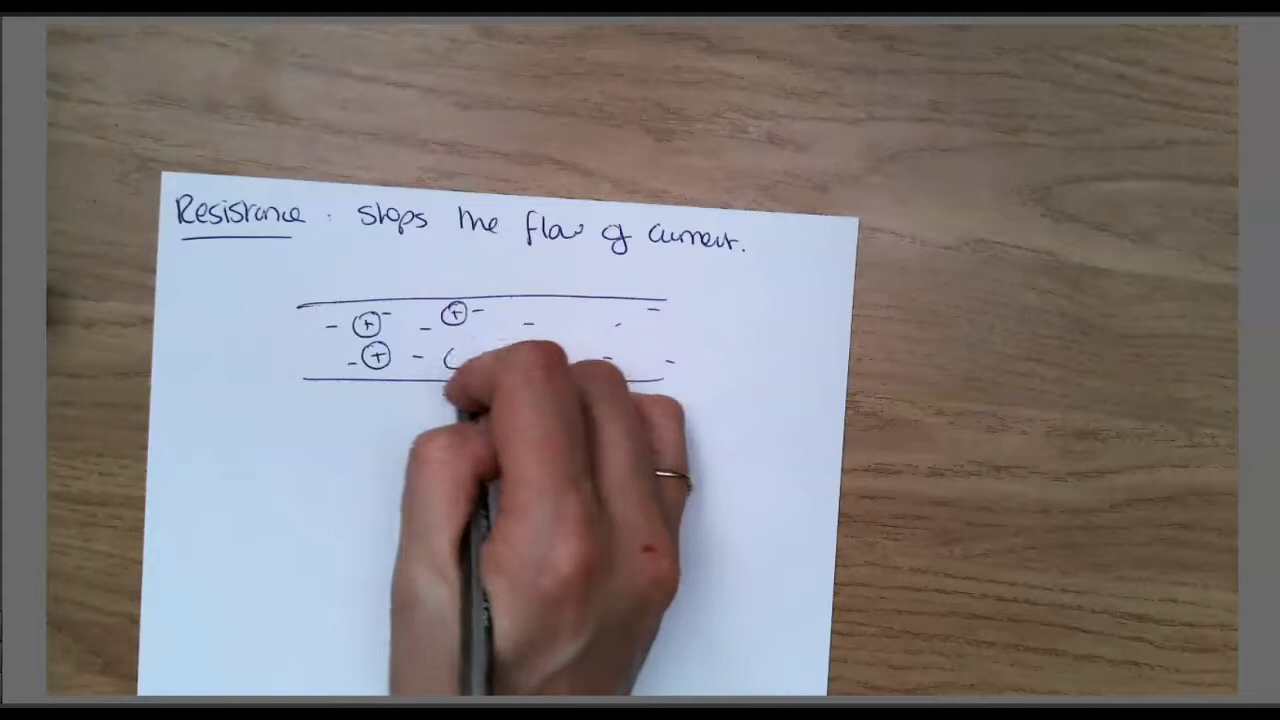 Resistance : stops the flow of current.
- + - - + - - - -
- + - - -